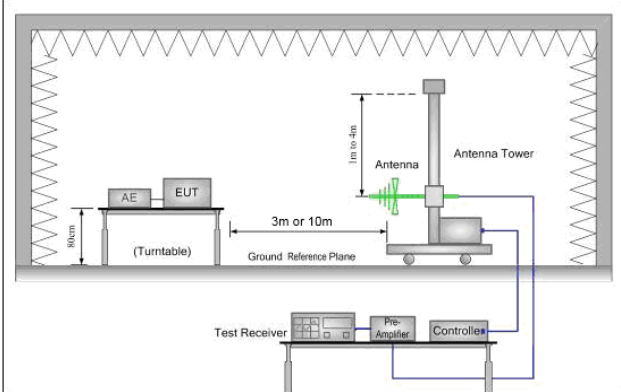 1m to 4m
Antenna
Antenna Tower
AE
EUT
80cm
(Turntable)
3m or 10m
Ground Reference Plane
Test Receiver
Pre-
Amplifier
Controlle